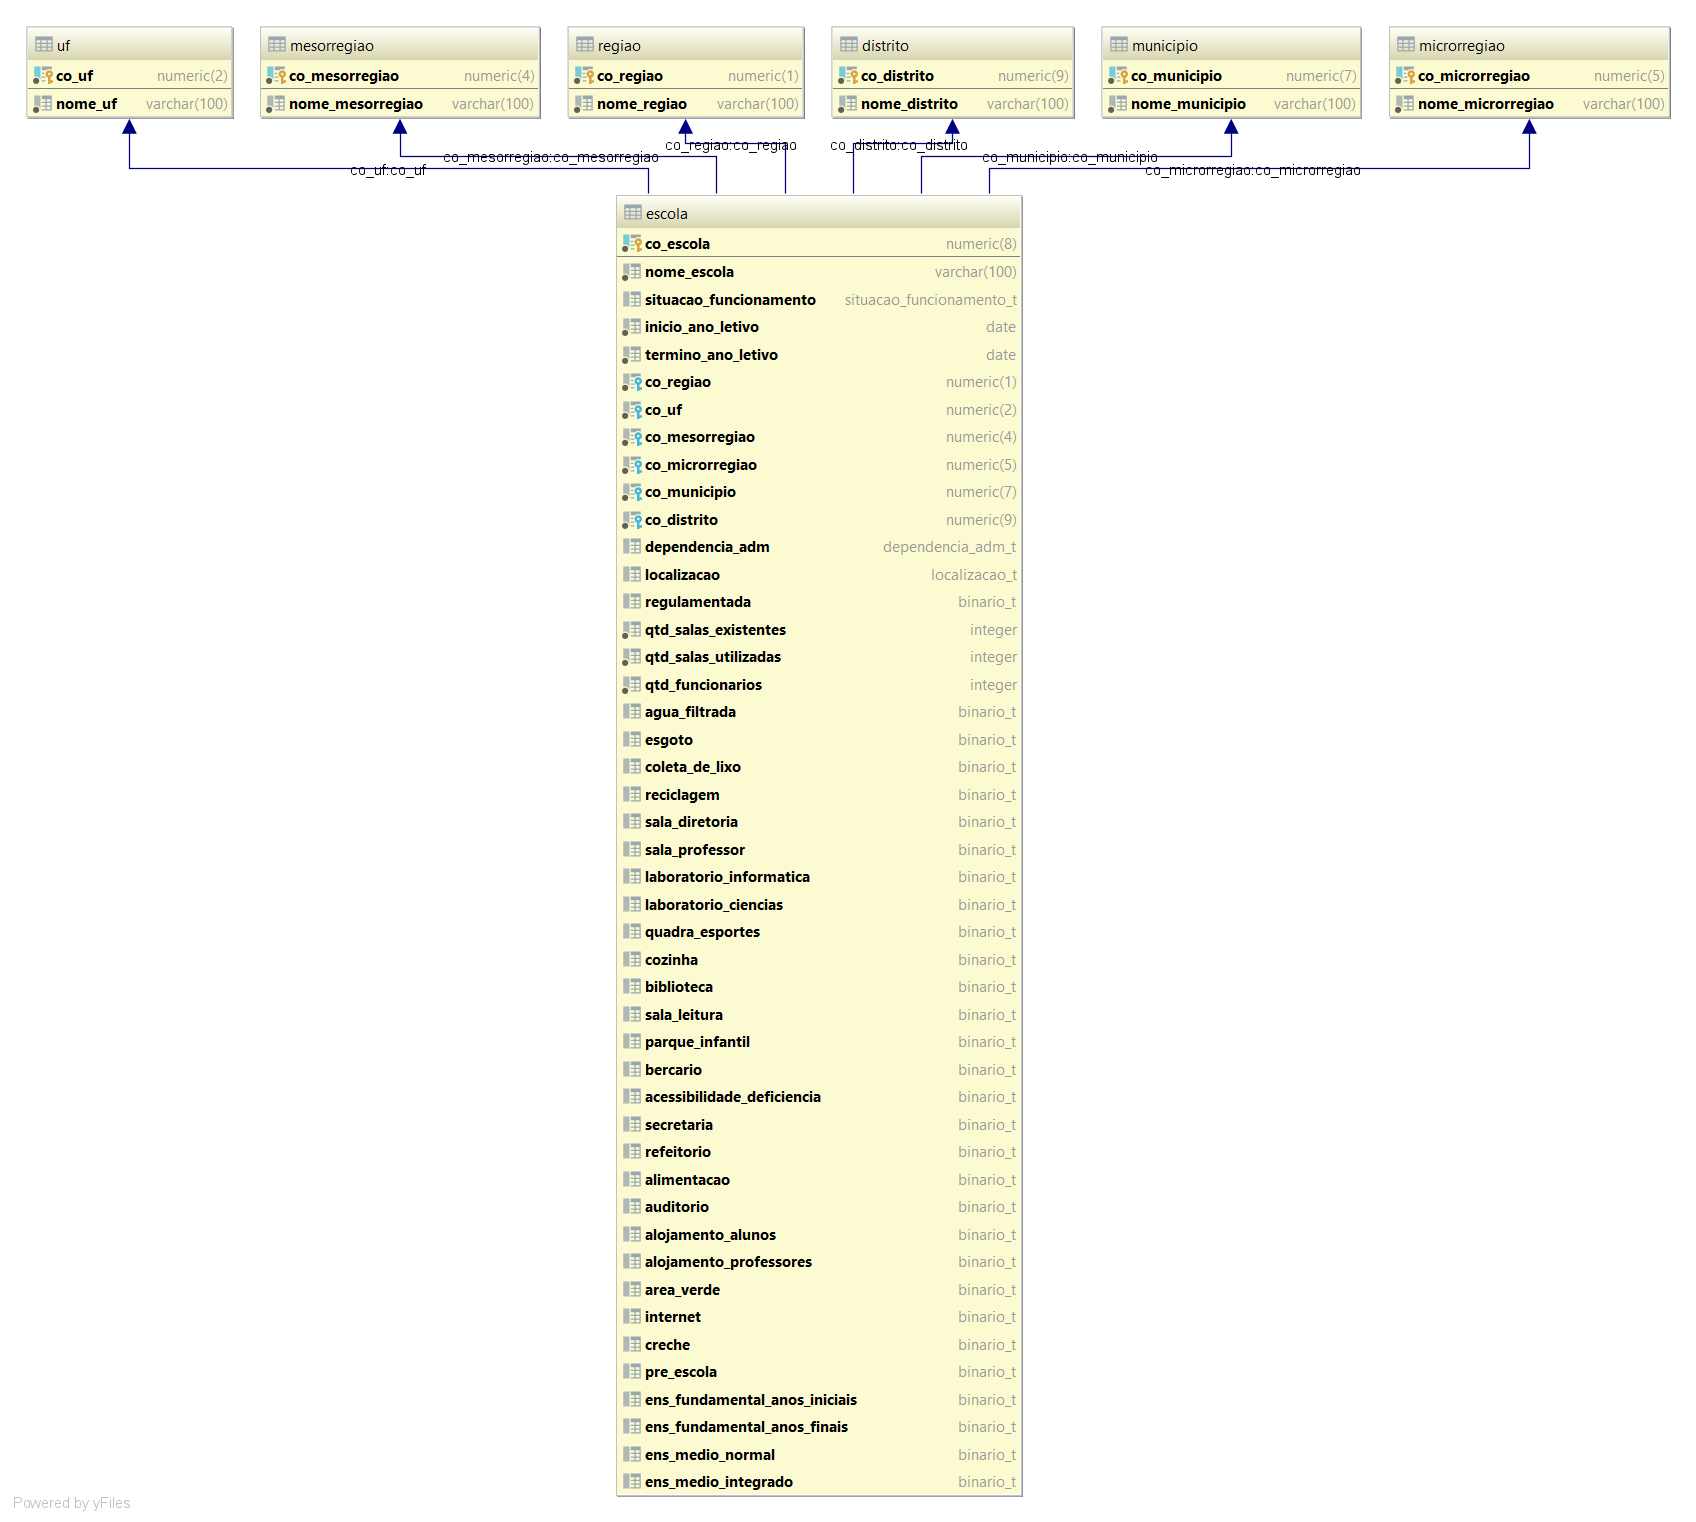 uf
co_uf numeric(2)
nome_uf varchar(100)
mesorregiao
co_mesorregiao numeric(4)
nome_mesorregiao varchar(100)
regiao
co_regiao numeric(1)
nome_regiao varchar(100)
distrito
co_distrito numeric(9)
nome_distrito varchar(100)
municipio
co_municipio numeric(7)
nome_municipio varchar(100)
microrregiao
co_microrregiao numeric(5)
nome_microrregiao varchar(100)
co_uf:co_uf
co_mesorregiao:co_mesorregiao
co_regiao:co_regiao
co_distrito:co_distrito
co_municipio:co_municipio
co_microrregiao:co_microrregiao
escola
co_escola numeric(8)
nome_escola varchar(100)
situacao_funcionamento situacao_funcionamento_t
inicio_ano_letivo date
termino_ano_letivo date
co_regiao numeric(1)
co_uf numeric(2)
co_mesorregiao numeric(4)
co_microrregiao numeric(5)
co_municipio numeric(7)
co_distrito numeric(9)
dependencia_adm dependencia_adm_t
localizacao localizacao_t
regulamentada binario_t
qtd_salas_existentes integer
qtd_salas_utilizadas integer
qtd_funcionarios integer
agua_filtrada binario_t
esgoto binario_t
coleta_de_lixo binario_t
reciclagem binario_t
sala_diretoria binario_t
sala_professor binario_t
laboratorio_informatica binario_t
laboratorio_ciencias binario_t
quadra_esportes binario_t
cozinha binario_t
biblioteca binario_t
sala_leitura binario_t
parque_infantil binario_t
bercario binario_t
acessibilidade_deficiencia binario_t
secretaria binario_t
refeitorio binario_t
alimentacao binario_t
auditorio binario_t
alojamento_alunos binario_t
alojamento_professores binario_t
area_verde binario_t
internet binario_t
creche binario_t
pre_escola binario_t
ens_fundamental_anos_iniciais binario_t
ens_fundamental_anos_finais binario_t
ens_medio_normal binario_t
ens_medio_integrado binario_t
Powered by yFiles